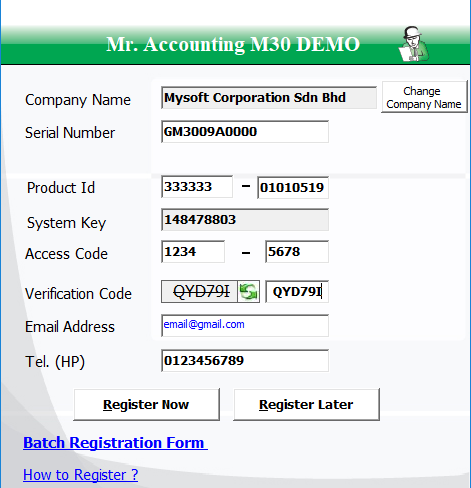 Mr. Accounting M30 DEMO
Company Name Mysoft Corporation Sdn Bhd Change Company Name
Serial Number GM3009A0000
Product Id 333333 – 01010519
System Key 148478803
Access Code 1234 – 5678
Verification Code QYD79I QYD79I
Email Address email@gmail.com
Tel. (HP) 0123456789
Register Now Register Later
Batch Registration Form
How to Register ?